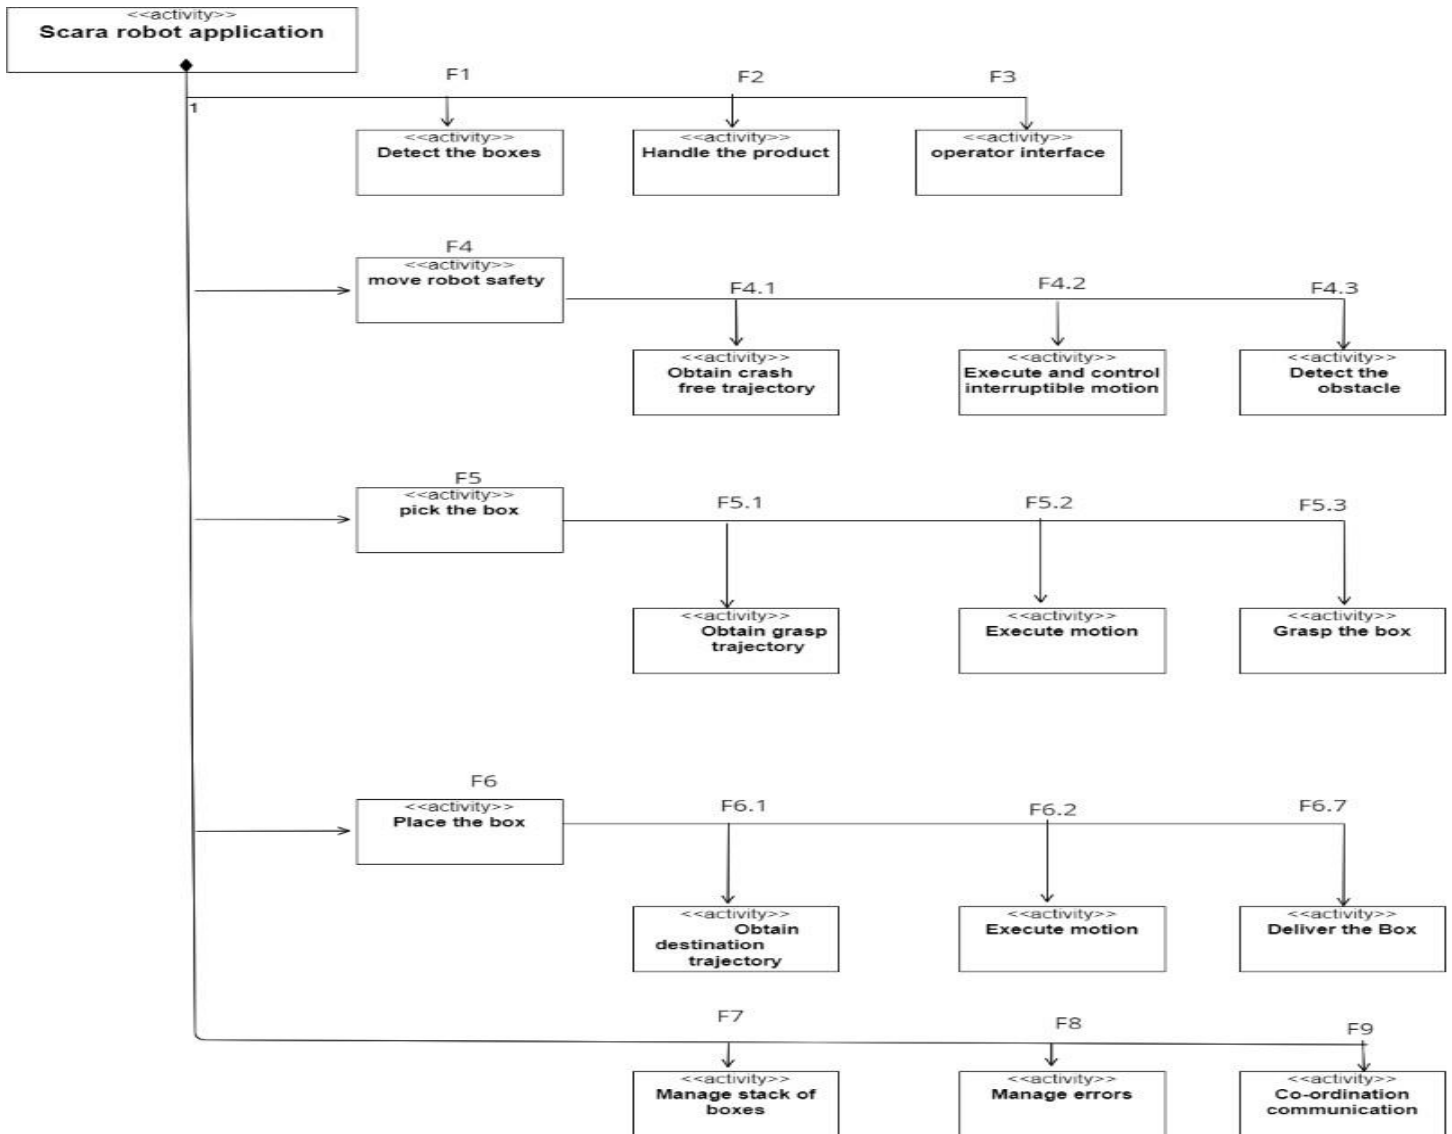 <<activity>>
Scara robot application
1
F1
F2
F3
<<activity>>
Detect the boxes
<<activity>>
Handle the product
<<activity>>
operator interface
F4
<<activity>>
move robot safety
F4.1
F4.2
F4.3
<<activity>>
Obtain crash
free trajectory
<<activity>>
Execute and control
interruptible motion
<<activity>>
Detect the
obstacle
F5
<<activity>>
pick the box
F5.1
F5.2
F5.3
<<activity>>
Obtain grasp
trajectory
<<activity>>
Execute motion
<<activity>>
Grasp the box
F6
<<activity>>
Place the box
F6.1
F6.2
F6.7
<<activity>>
Obtain
destination
trajectory
<<activity>>
Execute motion
<<activity>>
Deliver the Box
F7
F8
F9
<<activity>>
Manage stack of
boxes
<<activity>>
Manage errors
<<activity>>
Co-ordination
communication